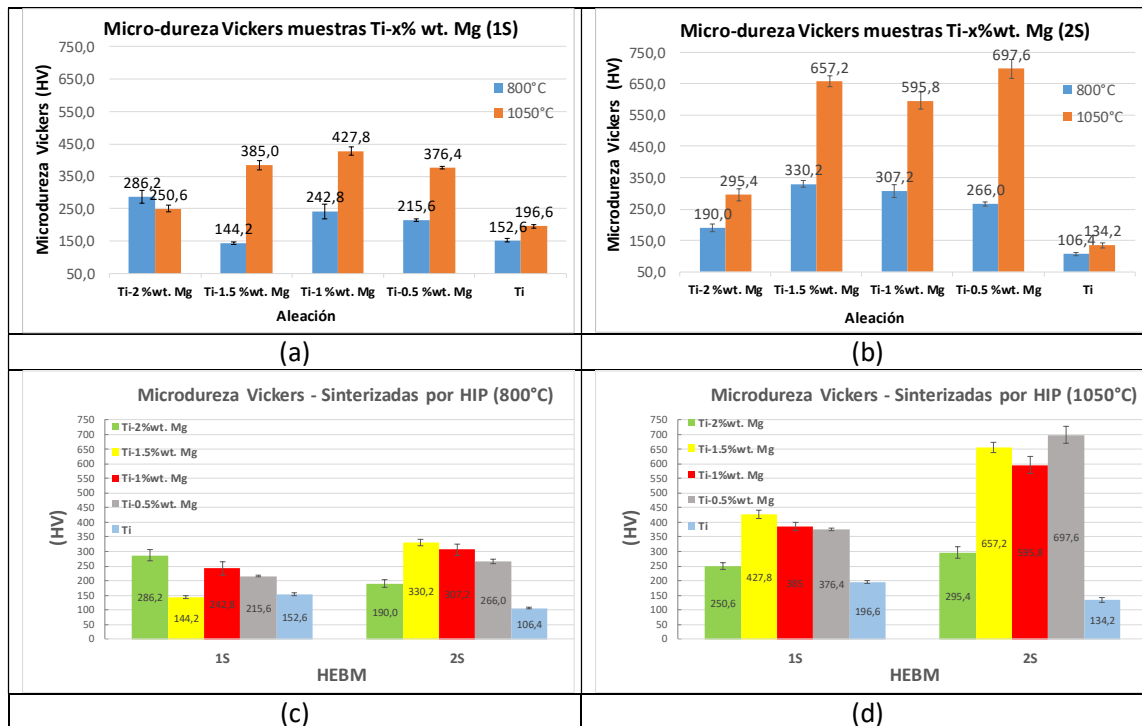 Micro-dureza Vickers muestras Ti-x% wt. Mg (1S)
Microdureza Vickers (HV)
750,0
650,0
550,0
450,0
350,0
250,0
150,0
50,0
800°C
1050°C
286,2
250,6
144,2
385,0
242,8
427,8
215,6
376,4
152,6
196,6
Ti-2 %wt. Mg Ti-1.5 %wt. Mg Ti-1 %wt. Mg Ti-0.5 %wt. Mg Ti
Aleación
(a)
Micro-dureza Vickers muestras Ti-x%wt. Mg (2S)
Microdureza Vickers (HV)
750,0
650,0
550,0
450,0
350,0
250,0
150,0
50,0
800°C
1050°C
190,0
295,4
330,2
657,2
307,2
595,8
266,0
697,6
106,4
134,2
Ti-2 %wt. Mg Ti-1.5 %wt. Mg Ti-1 %wt. Mg Ti-0.5 %wt. Mg Ti
Aleación
(b)
Microdureza Vickers - Sinterizadas por HIP (800°C)
(HV)
750
700
650
600
550
500
450
400
350
300
250
200
150
100
50
0
Ti-2%wt. Mg
Ti-1.5%wt. Mg
Ti-1%wt. Mg
Ti-0.5%wt. Mg
Ti
286,2
144,2
242,8
215,6
152,6
190,0
330,2
307,2
266,0
106,4
1S 2S
HEBM
(c)
Microdureza Vickers - Sinterizadas por HIP (1050°C)
(HV)
750
700
650
600
550
500
450
400
350
300
250
200
150
100
50
0
Ti-2%wt. Mg
Ti-1.5%wt. Mg
Ti-1%wt. Mg
Ti-0.5%wt. Mg
Ti
250,6
427,8
385
376,4
196,6
295,4
657,2
595,8
697,6
134,2
1S 2S
HEBM
(d)